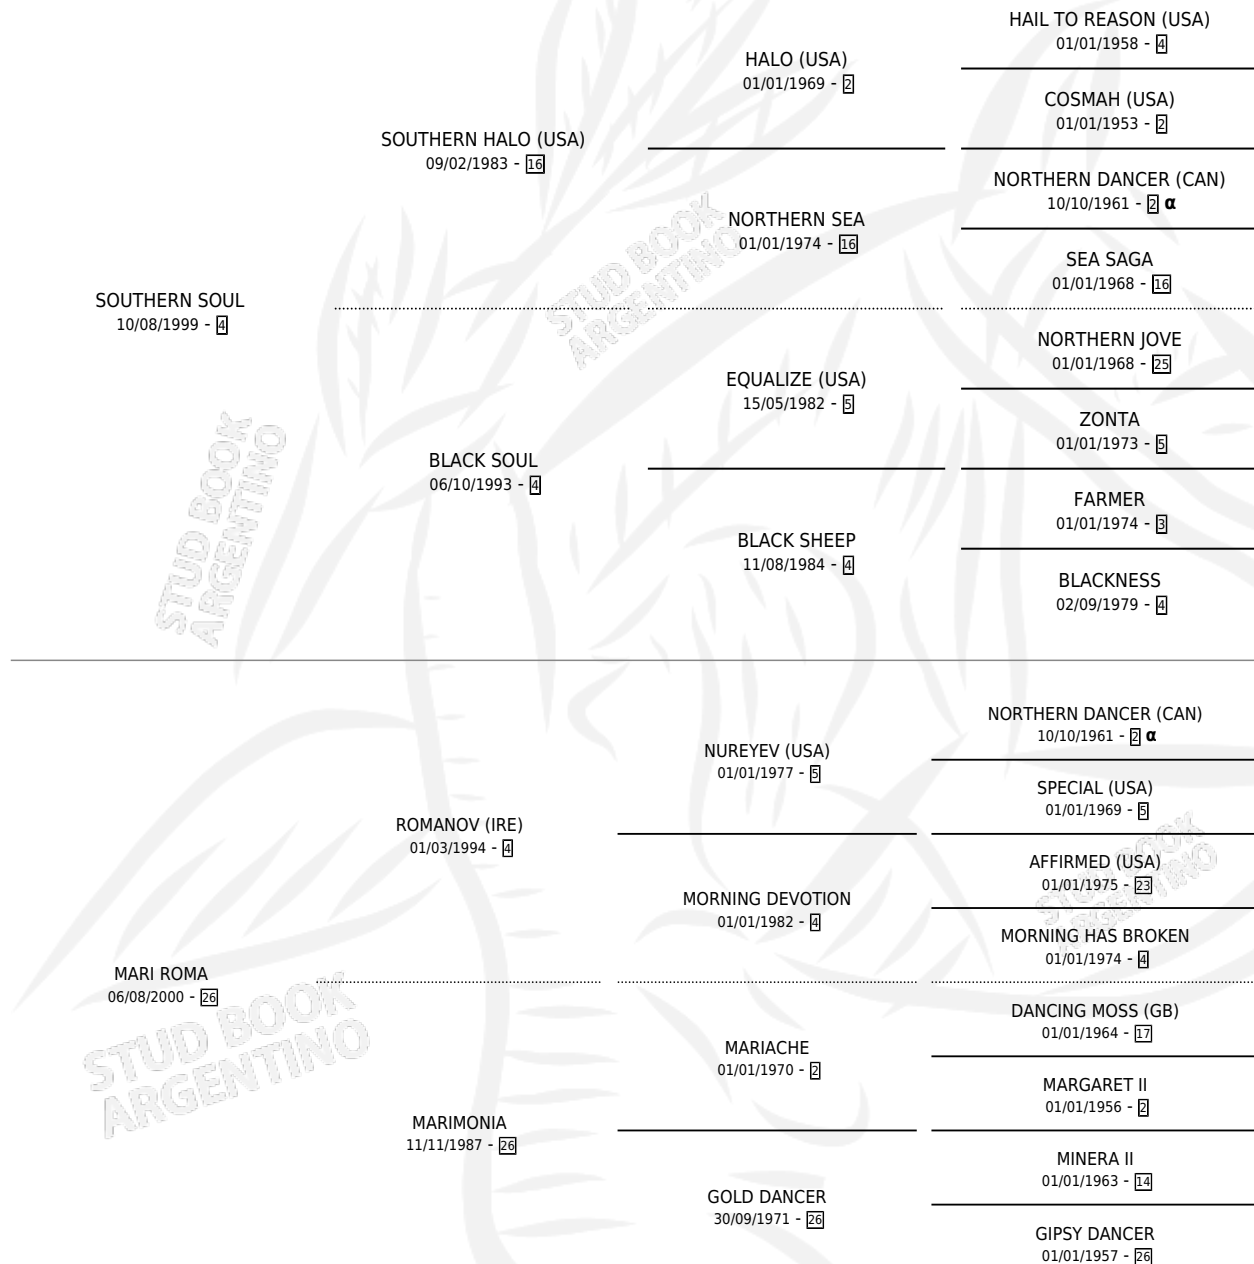 HAIL TO REASON (USA)
01/01/1958 - 4
HALO (USA)
01/01/1969 - 2
COSMAH (USA)
01/01/1953 - 2
SOUTHERN HALO (USA)
09/02/1983 - 16
NORTHERN DANCER (CAN)
10/10/1961 - 2 α
NORTHERN SEA
01/01/1974 - 16
SEA SAGA
01/01/1968 - 16
SOUTHERN SOUL
10/08/1999 - 4
NORTHERN JOVE
01/01/1968 - 25
EQUALIZE (USA)
15/05/1982 - 5
ZONTA
01/01/1973 - 5
BLACK SOUL
06/10/1993 - 4
FARMER
01/01/1974 - 3
BLACK SHEEP
11/08/1984 - 4
BLACKNESS
02/09/1979 - 4
NORTHERN DANCER (CAN)
10/10/1961 - 2 α
NUREYEV (USA)
01/01/1977 - 5
SPECIAL (USA)
01/01/1969 - 5
ROMANOV (IRE)
01/03/1994 - 4
AFFIRMED (USA)
01/01/1975 - 23
MORNING DEVOTION
01/01/1982 - 4
MORNING HAS BROKEN
01/01/1974 - 4
MARI ROMA
06/08/2000 - 26
DANCING MOSS (GB)
01/01/1964 - 17
MARIACHE
01/01/1970 - 2
MARGARET II
01/01/1956 - 2
MARIMONIA
11/11/1987 - 26
MINERA II
01/01/1963 - 14
GOLD DANCER
30/09/1971 - 26
GIPSY DANCER
01/01/1957 - 26
STUD BOOK
ARGENTINO
STUD BOOK
ARGENTINO
STUD BOOK
ARGENTINO
STUD BOOK
ARGENTINO